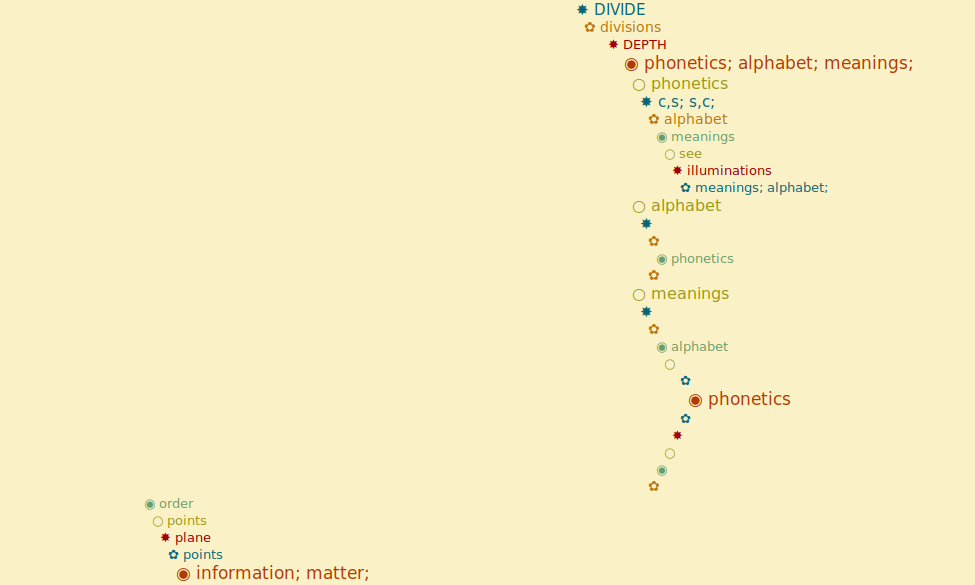 ✸ DIVIDE
✿ divisions
✸ DEPTH
◉ phonetics; alphabet; meanings;
○ phonetics
✸ c,s; s,c;
✿ alphabet
◉ meanings
○ see
✸ illuminations
✿ meanings; alphabet;
○ alphabet
✸
✿
◉ phonetics
✿
○ meanings
✸
✿
◉ alphabet
○
✿
◉ phonetics
✿
✸
○
◉
✿
◉ order
○ points
✸ plane
✿ points
◉ information; matter;